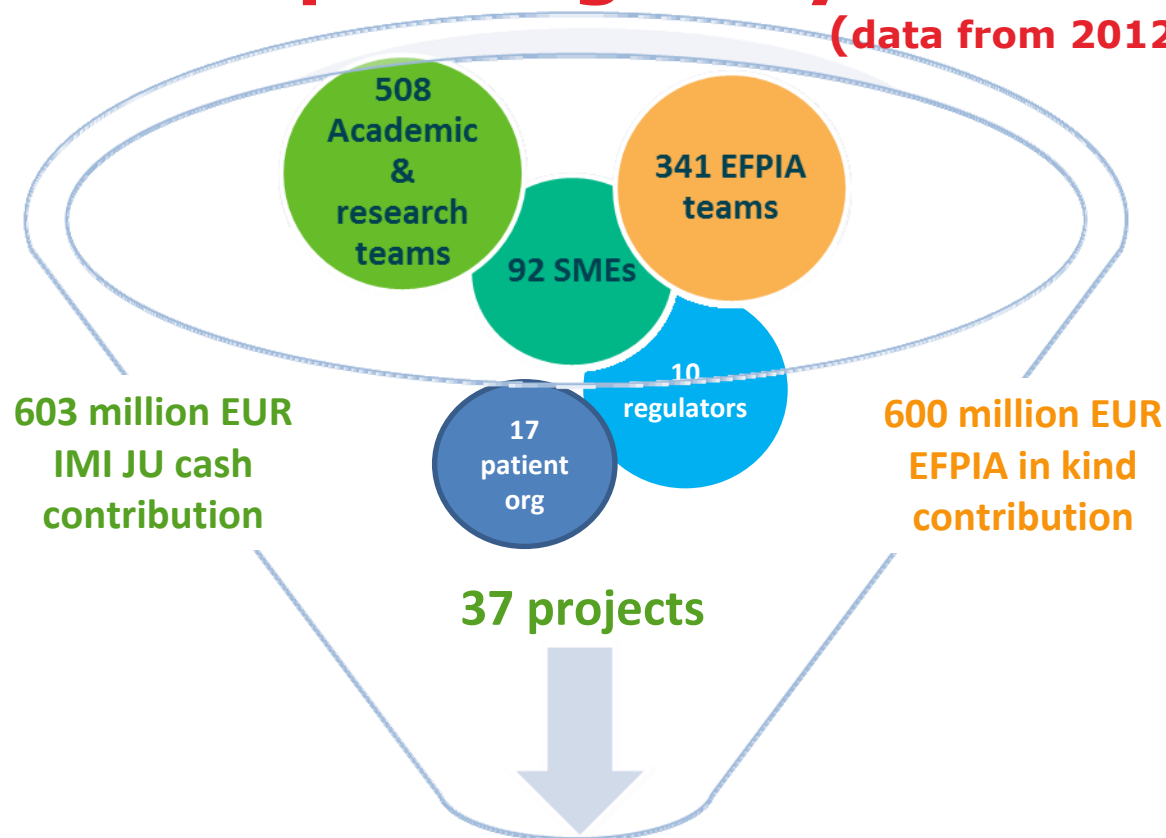 (data from 2012
508
Academic
&
research
teams
341 EFPIA
teams
92 SMEs
10
regulators
17
patient
org
603 million EUR
IMI JU cash
contribution
600 million EUR
EFPIA in kind
contribution
37 projects